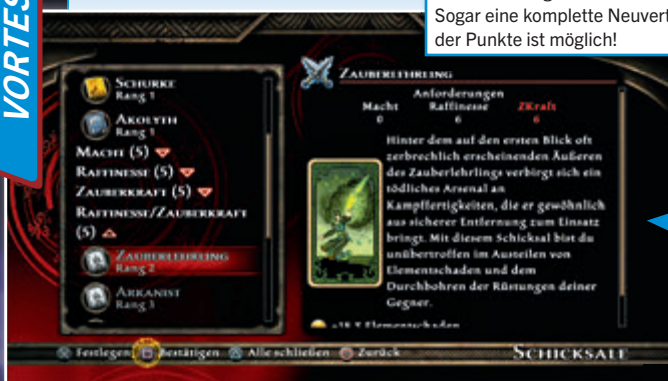 VORTES
Sogar eine komplette Neuvert
der Punkte ist möglich!
SCHURKE
Rang 1
AKOLYTH
Rang 1
MACHT (5)
RAFFINESSE (5)
ZAUBERKRAFT (5)
RAFFINESSE/ZAUBERKRAFT
(5)
ZAUBERLEHRLING
Rang 2
ARKANIST
Rang 3
ZAUBERLEHRLING
Anforderungen
Macht Raffinesse ZKraft
0 6 6
Hinter dem auf den ersten Blick oft
zerbrechlich erscheinenden Äußeren
des Zauberlehrlings verbirgt sich ein
tödliches Arsenal an
Kampffertigkeiten, die er gewöhnlich
aus sicherer Entfernung zum Einsatz
bringt. Mit diesem Schicksal bist du
unübertroffen im Austeilen von
Elementschaden und dem
Durchbohren der Rüstungen deiner
Gegner.
Elementschaden
Festlegen Bestätigen Alle schließen Zurück
SCHICKSALE